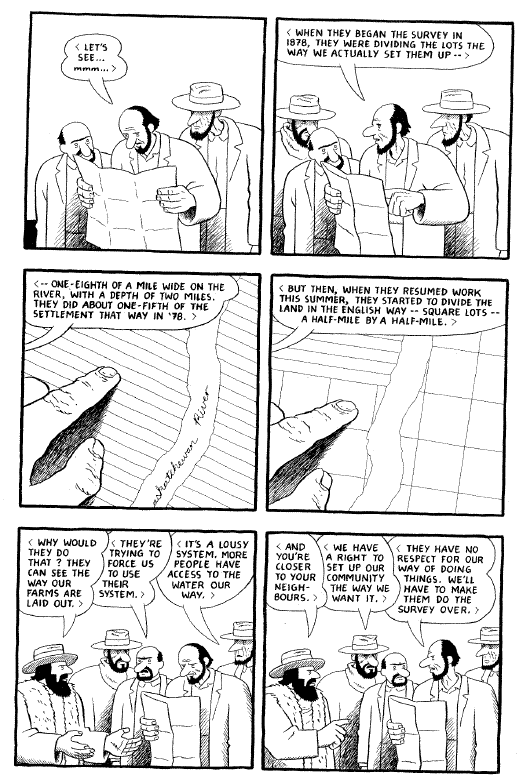 < LET'S
SEE...
mmm... >
< WHEN THEY BEGAN THE SURVEY IN
1878, THEY WERE DIVIDING THE LOTS THE
WAY WE ACTUALLY SET THEM UP -- >
<-- ONE-EIGHTH OF A MILE WIDE ON THE
RIVER, WITH A DEPTH OF TWO MILES.
THEY DID ABOUT ONE-FIFTH OF THE
SETTLEMENT THAT WAY IN '78. >
askatchewan River
< BUT THEN, WHEN THEY RESUMED WORK
THIS SUMMER, THEY STARTED TO DIVIDE THE
LAND IN THE ENGLISH WAY -- SQUARE LOTS --
A HALF-MILE BY A HALF-MILE. >
< WHY WOULD
THEY DO
THAT ? THEY
CAN SEE THE
WAY OUR
FARMS ARE
LAID OUT. >
< THEY'RE
TRYING TO
FORCE US
TO USE
THEIR
SYSTEM. >
< IT'S A LOUSY
SYSTEM. MORE
PEOPLE HAVE
ACCESS TO THE
WATER OUR
WAY. >
< AND
YOU'RE
CLOSER
TO YOUR
NEIGH-
BOURS. >
< WE HAVE
A RIGHT TO
SET UP OUR
COMMUNITY
THE WAY WE
WANT IT. >
< THEY HAVE NO
RESPECT FOR OUR
WAY OF DOING
THINGS. WE'LL
HAVE TO MAKE
THEM DO THE
SURVEY OVER. >